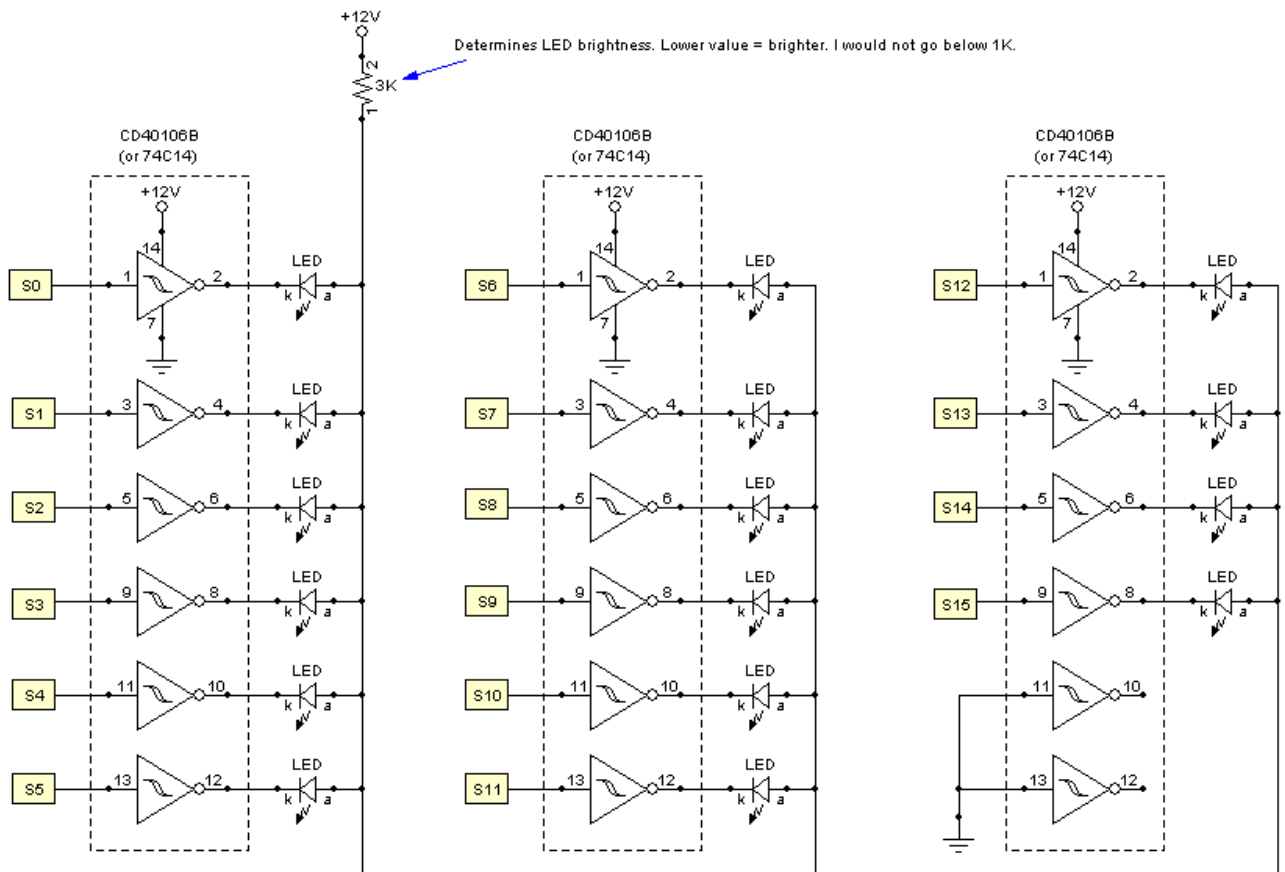 +12V
Determines LED brightness. Lower value = brighter. I would not go below 1K.
2
3K
1
CD40106B
(or 74C14)
CD40106B
(or 74C14)
CD40106B
(or 74C14)
+12V
+12V
+12V
S0 1 14 2 7 LED k a
S6 1 14 2 7 LED k a
S12 1 14 2 7 LED k a
S1 3 4 LED k a
S7 3 4 LED k a
S13 3 4 LED k a
S2 5 6 LED k a
S8 5 6 LED k a
S14 5 6 LED k a
S3 9 8 LED k a
S9 9 8 LED k a
S15 9 8 LED k a
S4 11 10 LED k a
S10 11 10 LED k a
11 10
S5 13 12 LED k a
S11 13 12 LED k a
13 12